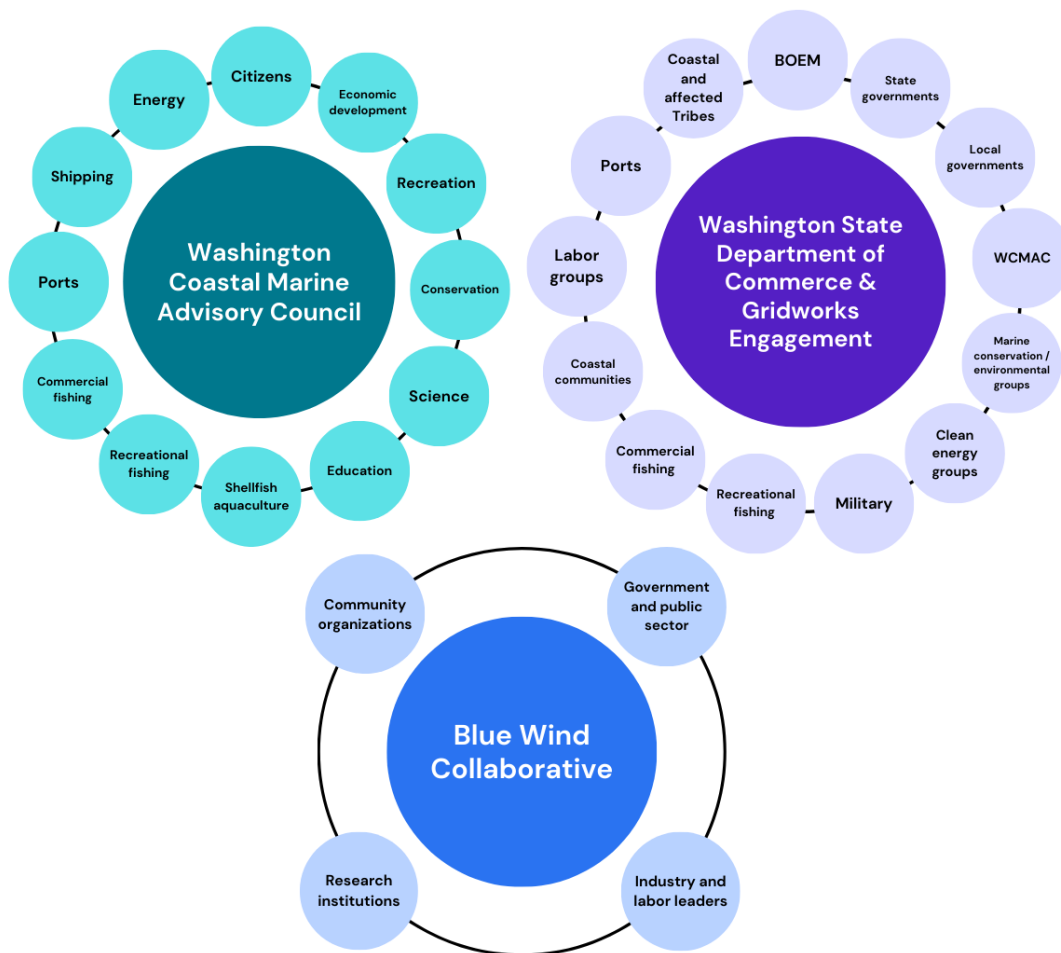 Washington
Coastal Marine
Advisory Council
Citizens
Economic
development
Recreation
Conservation
Science
Education
Shellfish
aquaculture
Recreational
fishing
Commercial
fishing
Ports
Shipping
Energy
Washington State
Department of
Commerce &
Gridworks
Engagement
BOEM
State
governments
Local
governments
WCMAC
Marine
conservation /
environmental
groups
Clean
energy
groups
Military
Recreational
fishing
Commercial
fishing
Coastal
communities
Labor
groups
Ports
Coastal
and
affected
Tribes
Blue Wind
Collaborative
Community
organizations
Government
and public
sector
Industry and
labor leaders
Research
institutions